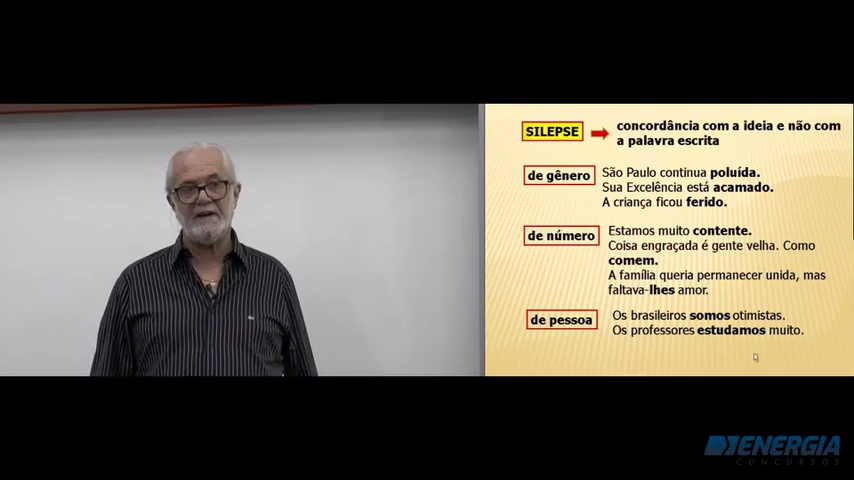 SILEPSE
concordância com a ideia e não com
a palavra escrita
de gênero
São Paulo continua poluída.
Sua Excelência está acamado.
A criança ficou ferido.
de número
Estamos muito contente.
Coisa engraçada é gente velha. Como
comem.
A família queria permanecer unida, mas
faltava-lhes amor.
de pessoa
Os brasileiros somos otimistas.
Os professores estudamos muito.
ENERGIA
CONCURSOS